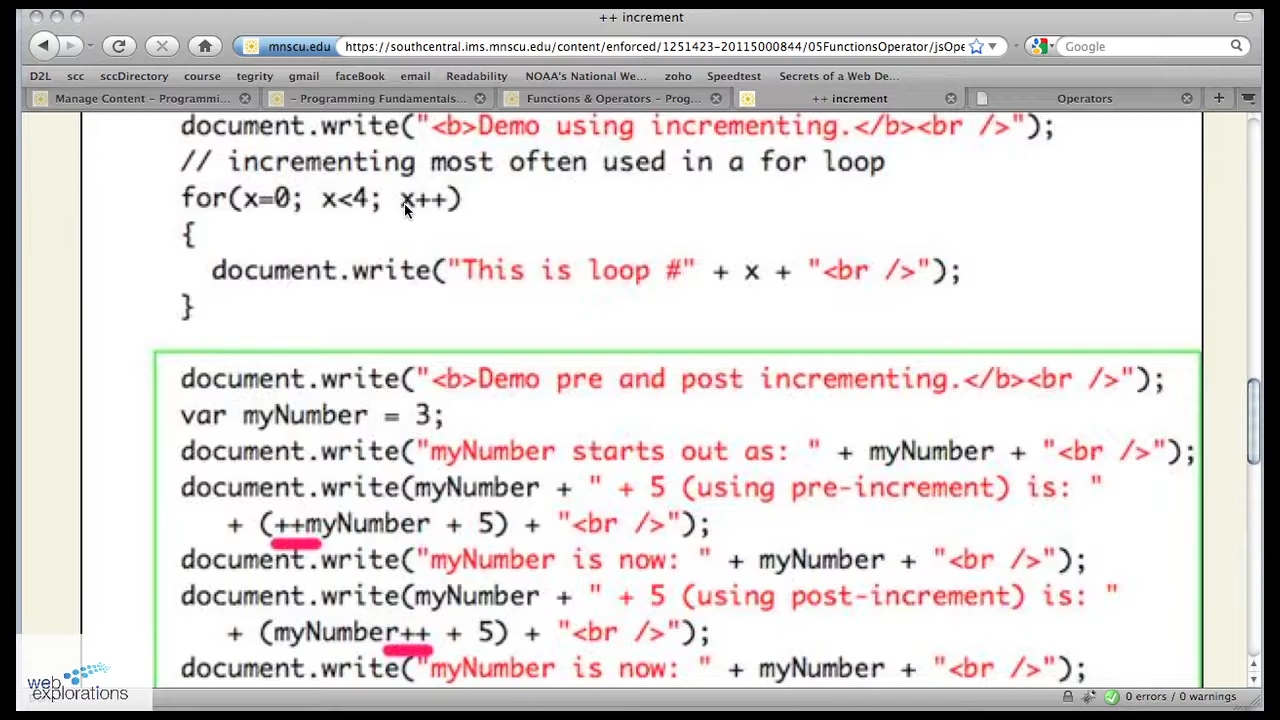 ++ increment
mnscu.edu https://southcentral.ims.mnscu.edu/content/enforced/1251423-20115000844/05FunctionsOperator/jsOpe Google
D2L scc sccDirectory course tegrity gmail faceBook email Readability NOAA's National We... zoho Speedtest Secrets of a Web De...
Manage Content – Programmi... – Programming Fundamentals... Functions & Operators – Prog... ++ increment Operators
document.write("<b>Demo using incrementing.</b><br />");
// incrementing most often used in a for loop
for(x=0; x<4; x++)
{
document.write("This is loop #" + x + "<br />");
}
document.write("<b>Demo pre and post incrementing.</b><br />");
var myNumber = 3;
document.write("myNumber starts out as: " + myNumber + "<br />");
document.write(myNumber + " + 5 (using pre-increment) is: "
+ (++myNumber + 5) + "<br />");
document.write("myNumber is now: " + myNumber + "<br />");
document.write(myNumber + " + 5 (using post-increment) is: "
+ (myNumber++ + 5) + "<br />");
document.write("myNumber is now: " + myNumber + "<br />");
web
explorations
0 errors / 0 warnings